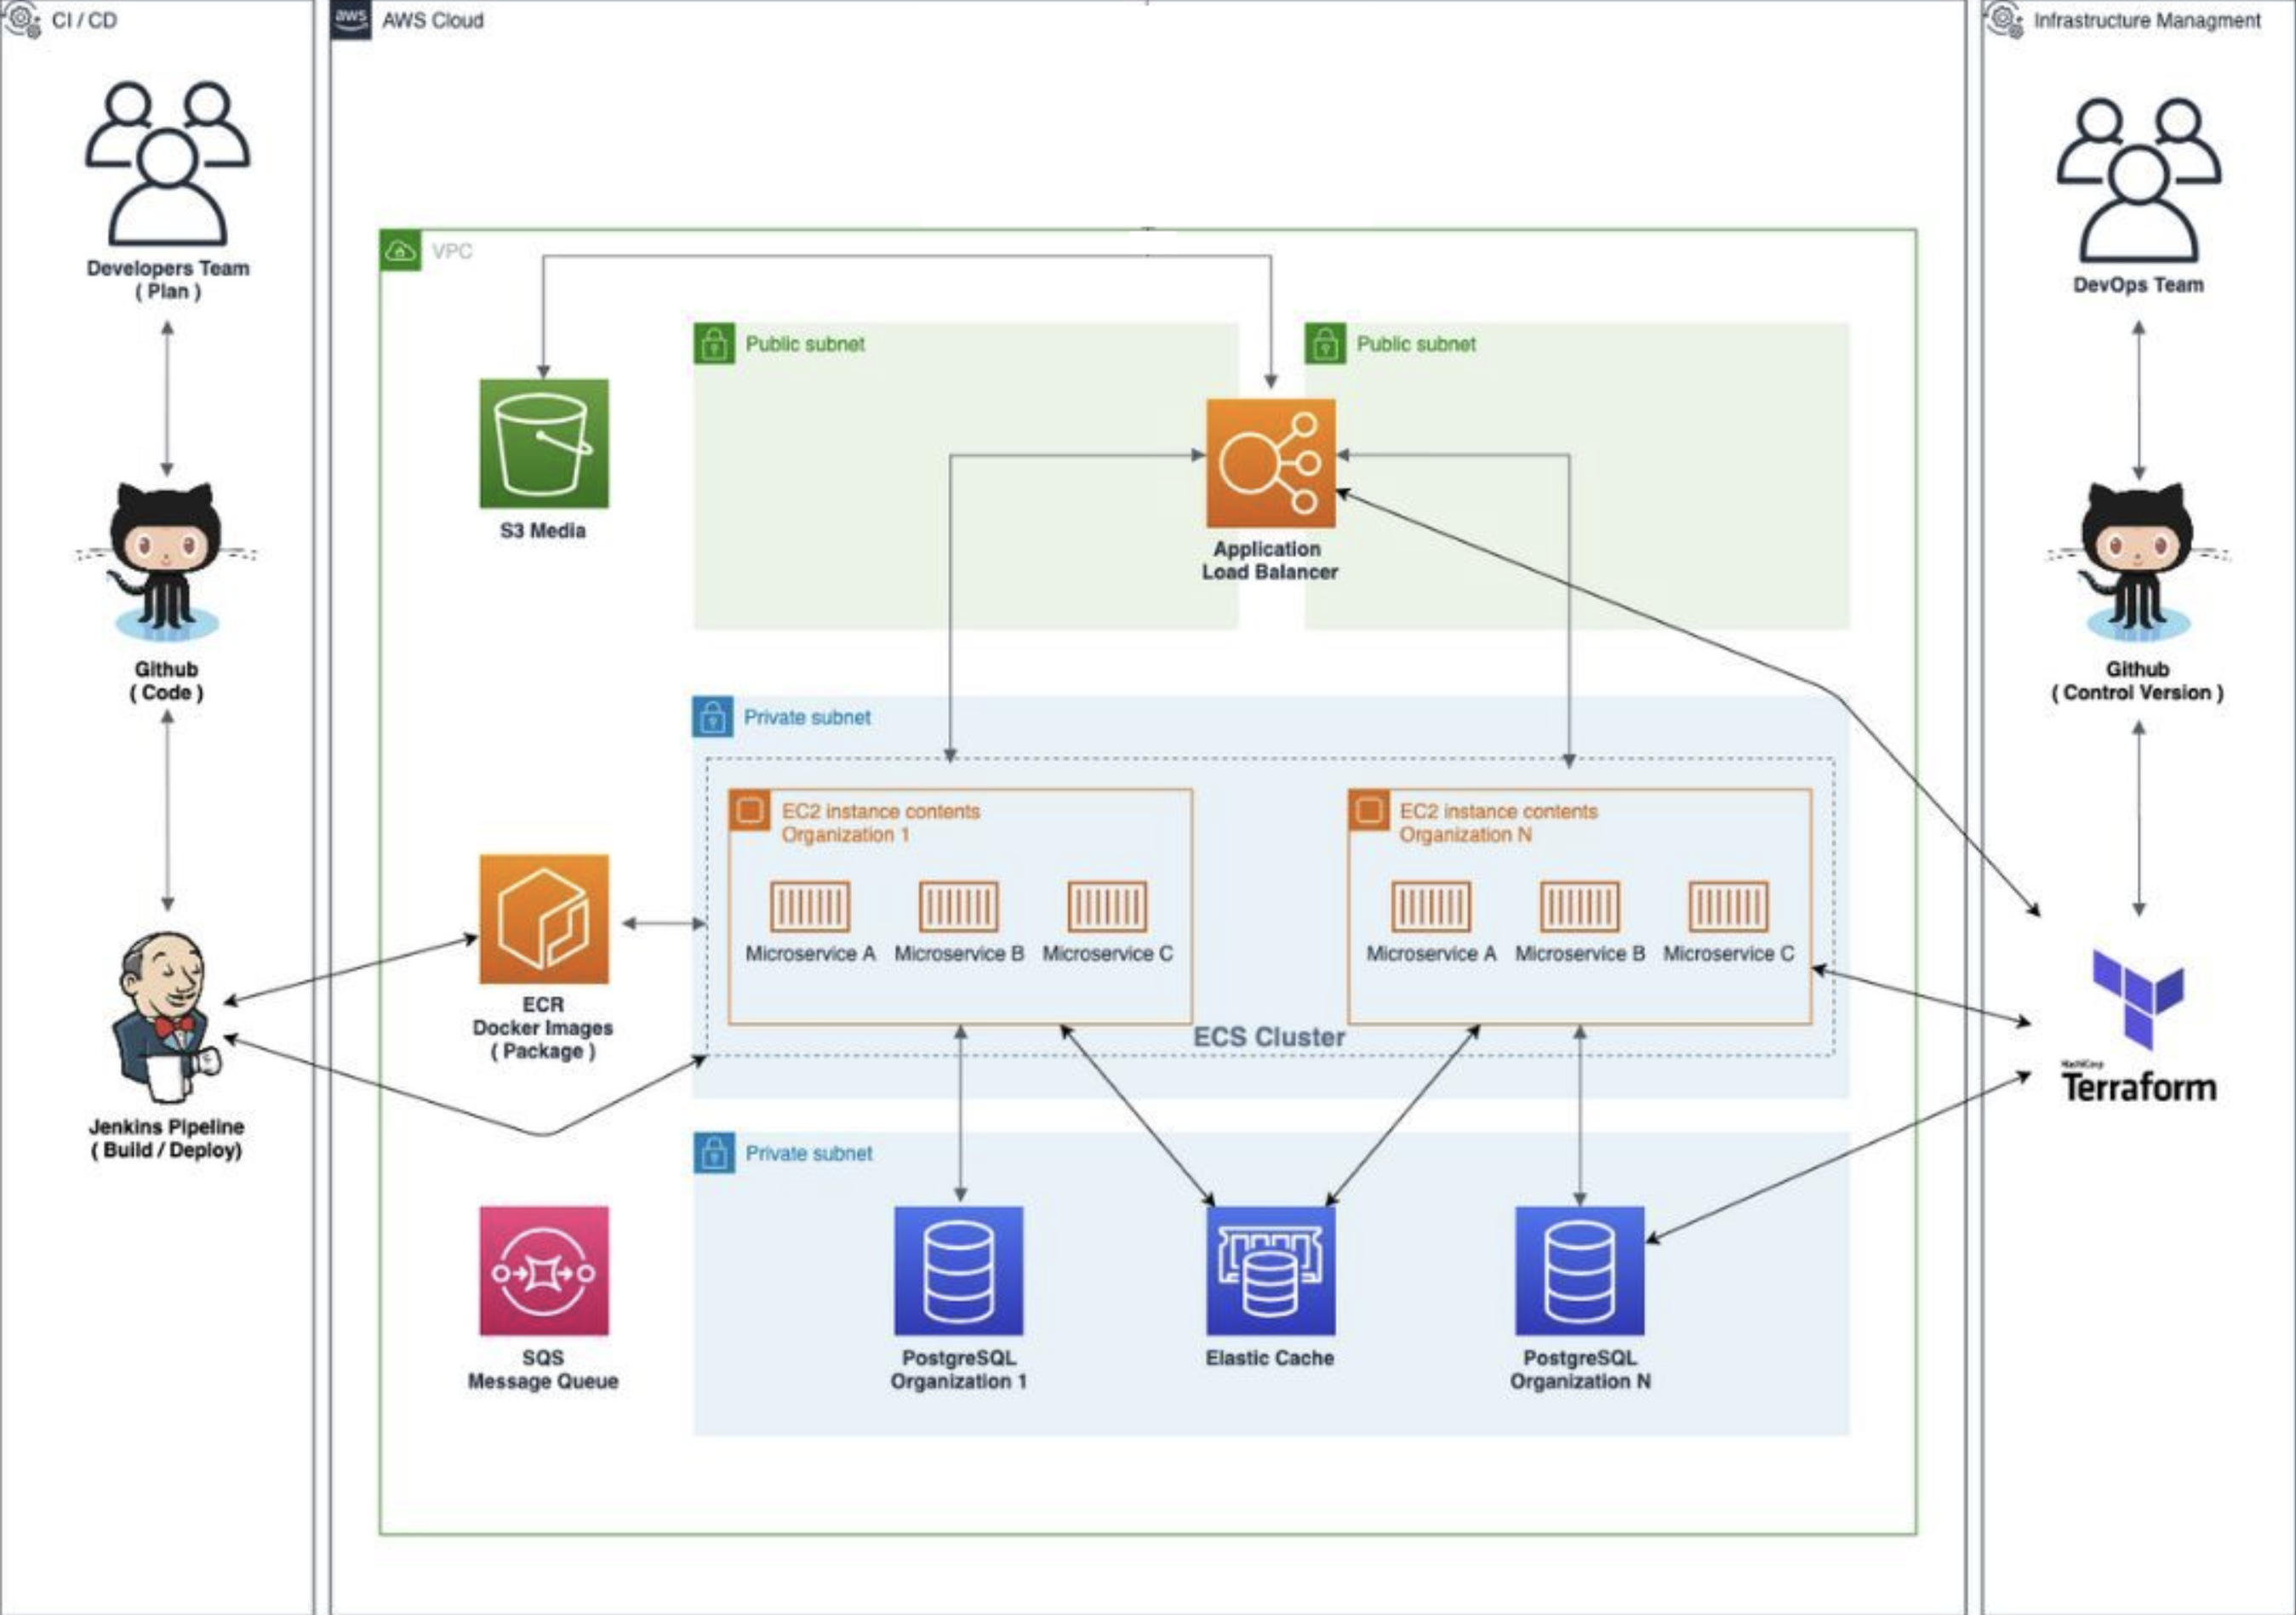 CI / CD
Developers Team
( Plan )
Github
( Code )
Jenkins Pipeline
( Build / Deploy)
aws
AWS Cloud
VPC
S3 Media
Public subnet
Public subnet
Application
Load Balancer
Private subnet
EC2 instance contents
Organization 1
Microservice A
Microservice B
Microservice C
EC2 instance contents
Organization N
Microservice A
Microservice B
Microservice C
ECS Cluster
ECR
Docker Images
( Package )
Private subnet
SQS
Message Queue
PostgreSQL
Organization 1
Elastic Cache
PostgreSQL
Organization N
Infrastructure Managment
DevOps Team
Github
( Control Version )
HashiCorp
Terraform